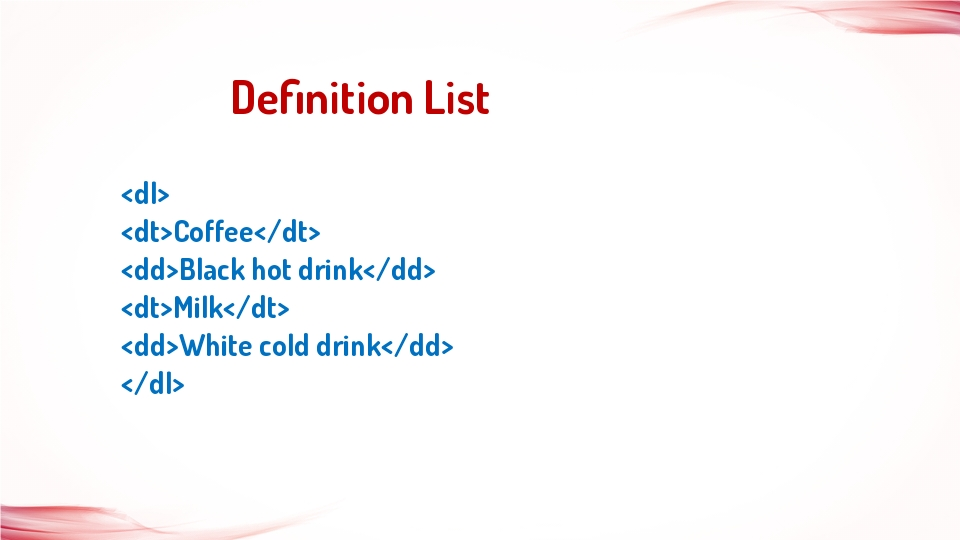 Definition List
<dl>
<dt>Coffee</dt>
<dd>Black hot drink</dd>
<dt>Milk</dt>
<dd>White cold drink</dd>
</dl>